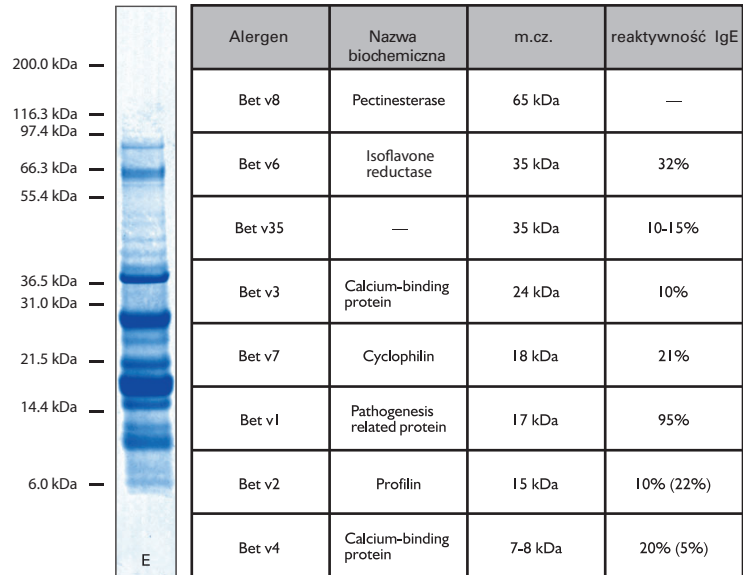 200.0 kDa
116.3 kDa
97.4 kDa
66.3 kDa
55.4 kDa
36.5 kDa
31.0 kDa
21.5 kDa
14.4 kDa
6.0 kDa
E
Alergen Nazwa biochemiczna m.cz. reaktywność IgE
Bet v8 Pectinesterase 65 kDa —
Bet v6 Isoflavone reductase 35 kDa 32%
Bet v35 — 35 kDa 10-15%
Bet v3 Calcium-binding protein 24 kDa 10%
Bet v7 Cyclophilin 18 kDa 21%
Bet v1 Pathogenesis related protein 17 kDa 95%
Bet v2 Profilin 15 kDa 10% (22%)
Bet v4 Calcium-binding protein 7-8 kDa 20% (5%)